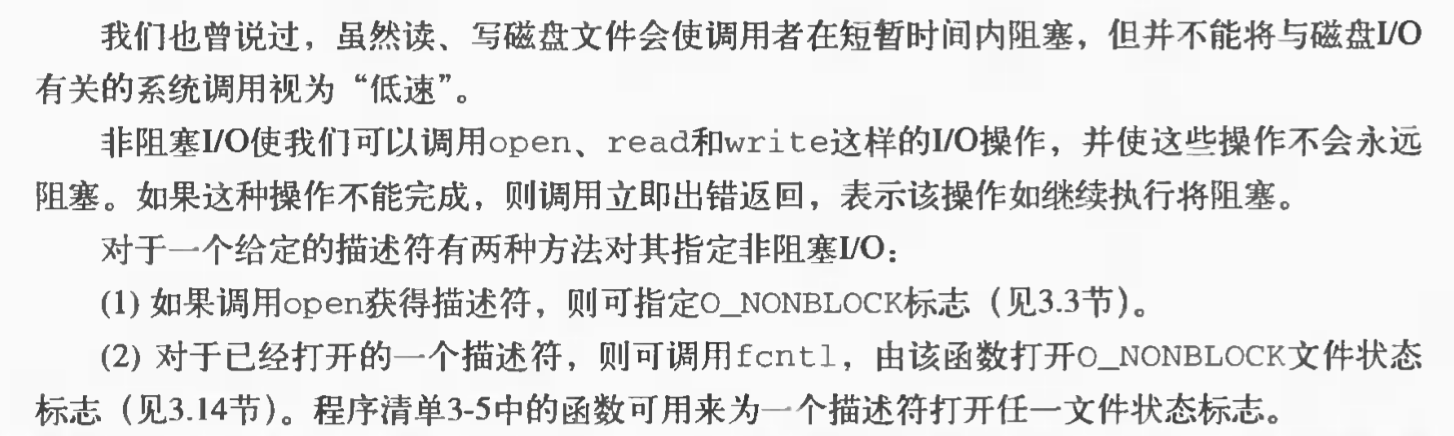 我们也曾说过，虽然读、写磁盘文件会使调用者在短暂时间内阻塞，但并不能将与磁盘I/O
有关的系统调用视为“低速”。
非阻塞I/O使我们可以调用open、read和write这样的I/O操作，并使这些操作不会永远
阻塞。如果这种操作不能完成，则调用立即出错返回，表示该操作如继续执行将阻塞。
对于一个给定的描述符有两种方法对其指定非阻塞I/O：
(1) 如果调用open获得描述符，则可指定O_NONBLOCK标志（见3.3节）。
(2) 对于已经打开的一个描述符，则可调用fcntl，由该函数打开O_NONBLOCK文件状态
标志（见3.14节）。程序清单3-5中的函数可用来为一个描述符打开任一文件状态标志。